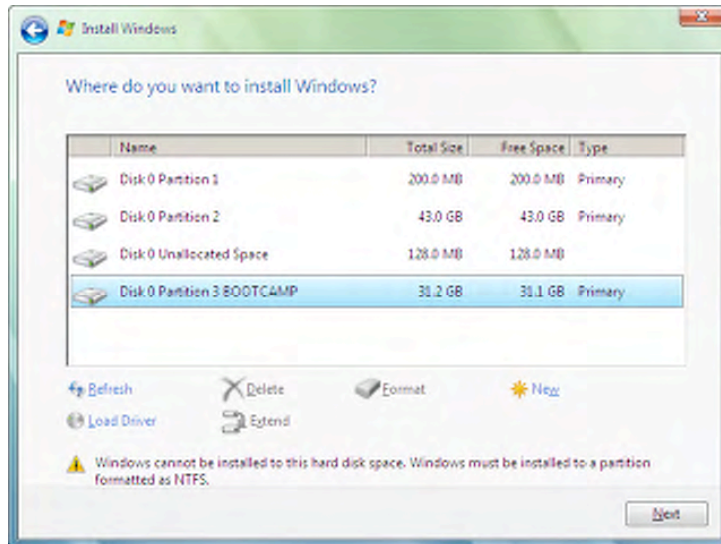 Install Windows
Where do you want to install Windows?
Name Total Size Free Space Type
Disk 0 Partition 1 200.0 MB 200.0 MB Primary
Disk 0 Partition 2 43.0 GB 43.0 GB Primary
Disk 0 Unallocated Space 128.0 MB 128.0 MB
Disk 0 Partition 3 BOOTCAMP 31.2 GB 31.1 GB Primary
Refresh Delete Format New
Load Driver Extend
Windows cannot be installed to this hard disk space. Windows must be installed to a partition
formatted as NTFS.
Next